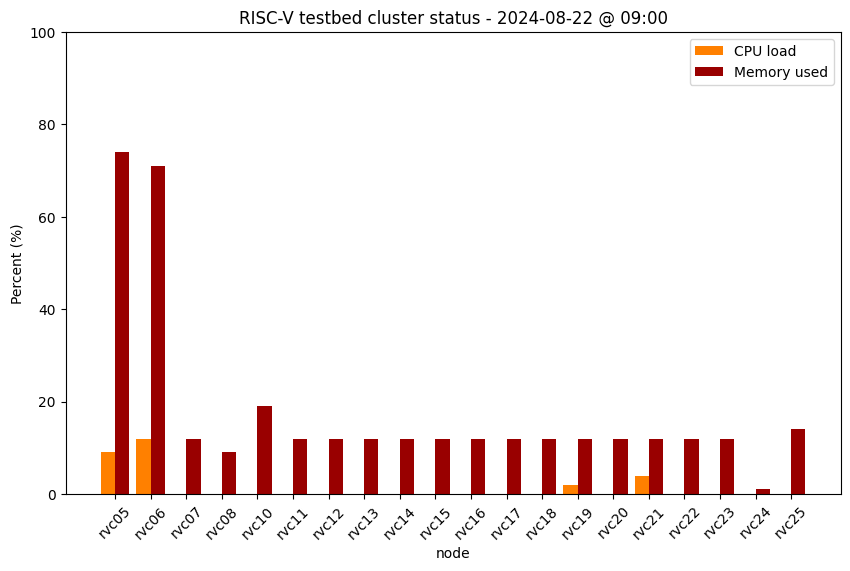 RISC-V testbed cluster status - 2024-08-22 @ 09:00
CPU load
Memory used
Percent (%)
100
80
60
40
20
0
rvc05 rvc06 rvc07 rvc08 rvc10 rvc11 rvc12 rvc13 rvc14 rvc15 rvc16 rvc17 rvc18 rvc19 rvc20 rvc21 rvc22 rvc23 rvc24 rvc25
node